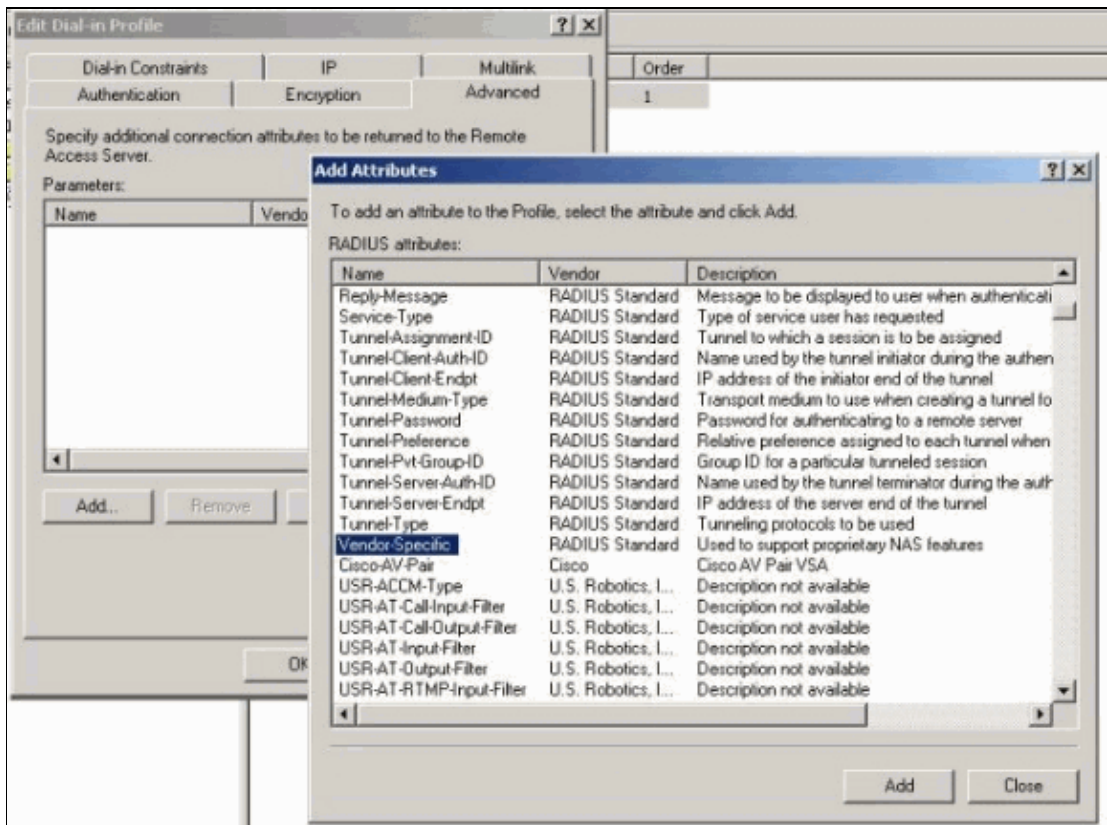 Edit Dial-in Profile
Dial-in Constraints IP Multilink
Authentication Encryption Advanced
Specify additional connection attributes to be returned to the Remote
Access Server.
Parameters:
Name Vendo
Add... Remove
OK
Order
1
Add Attributes
To add an attribute to the Profile, select the attribute and click Add.
RADIUS attributes:
Name Vendor Description
Reply-Message RADIUS Standard Message to be displayed to user when authenticati
Service-Type RADIUS Standard Type of service user has requested
Tunnel-Assignment-ID RADIUS Standard Tunnel to which a session is to be assigned
Tunnel-Client-Auth-ID RADIUS Standard Name used by the tunnel initiator during the authen
Tunnel-Client-Endpt RADIUS Standard IP address of the initiator end of the tunnel
Tunnel-Medium-Type RADIUS Standard Transport medium to use when creating a tunnel fo
Tunnel-Password RADIUS Standard Password for authenticating to a remote server
Tunnel-Preference RADIUS Standard Relative preference assigned to each tunnel when
Tunnel-Pvt-Group-ID RADIUS Standard Group ID for a particular tunneled session
Tunnel-Server-Auth-ID RADIUS Standard Name used by the tunnel terminator during the auth
Tunnel-Server-Endpt RADIUS Standard IP address of the server end of the tunnel
Tunnel-Type RADIUS Standard Tunneling protocols to be used
Vendor-Specific RADIUS Standard Used to support proprietary NAS features
Cisco-AV-Pair Cisco Cisco AV Pair VSA
USR-ACCM-Type U.S. Robotics, I... Description not available
USR-AT-Call-Input-Filter U.S. Robotics, I... Description not available
USR-AT-Call-Output-Filter U.S. Robotics, I... Description not available
USR-AT-Input-Filter U.S. Robotics, I... Description not available
USR-AT-Output-Filter U.S. Robotics, I... Description not available
USR-AT-RTMP-Input-Filter U.S. Robotics, I... Description not available
Add Close